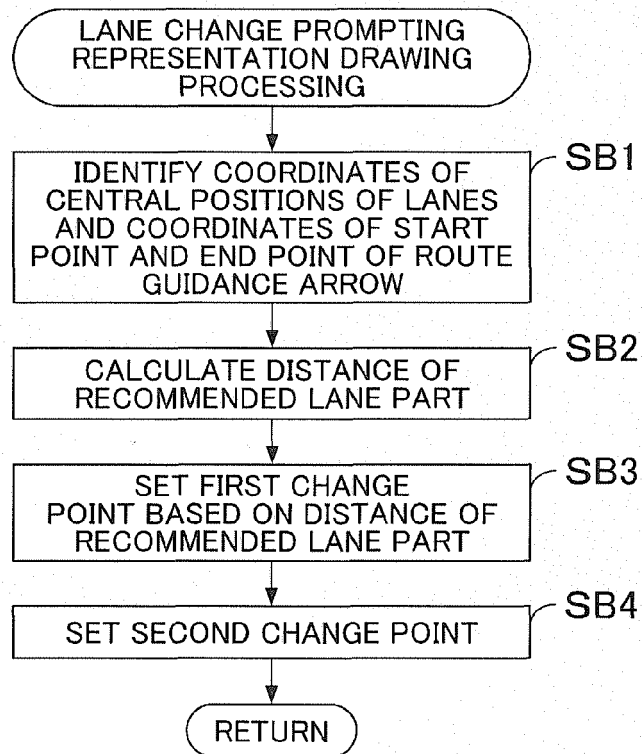 LANE CHANGE PROMPTING
REPRESENTATION DRAWING
PROCESSING
SB1
IDENTIFY COORDINATES OF
CENTRAL POSITIONS OF LANES
AND COORDINATES OF START
POINT AND END POINT OF ROUTE
GUIDANCE ARROW
SB2
CALCULATE DISTANCE OF
RECOMMENDED LANE PART
SB3
SET FIRST CHANGE
POINT BASED ON DISTANCE OF
RECOMMENDED LANE PART
SB4
SET SECOND CHANGE POINT
RETURN